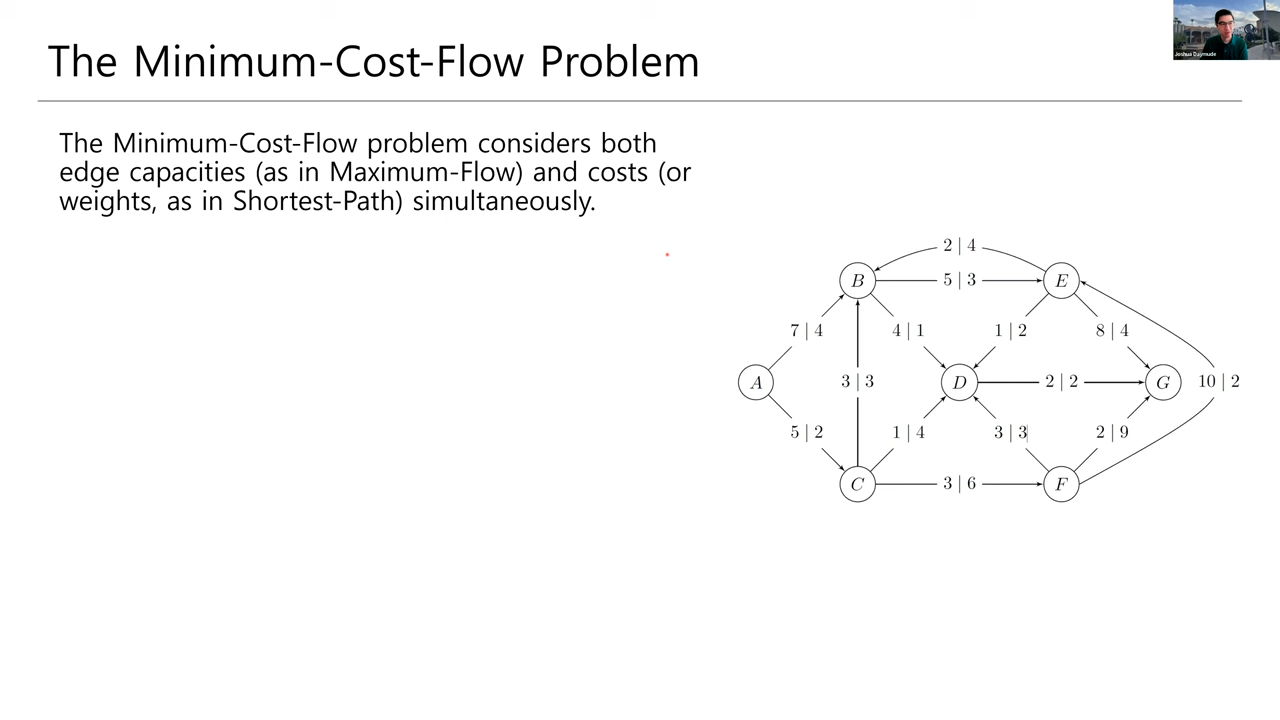 The Minimum-Cost-Flow Problem
Joshua Daymude
The Minimum-Cost-Flow problem considers both
edge capacities (as in Maximum-Flow) and costs (or
weights, as in Shortest-Path) simultaneously.
2 | 4
B
5 | 3
E
7 | 4
4 | 1
1 | 2
8 | 4
A
3 | 3
D
2 | 2
G
10 | 2
5 | 2
1 | 4
3 | 3
2 | 9
C
3 | 6
F